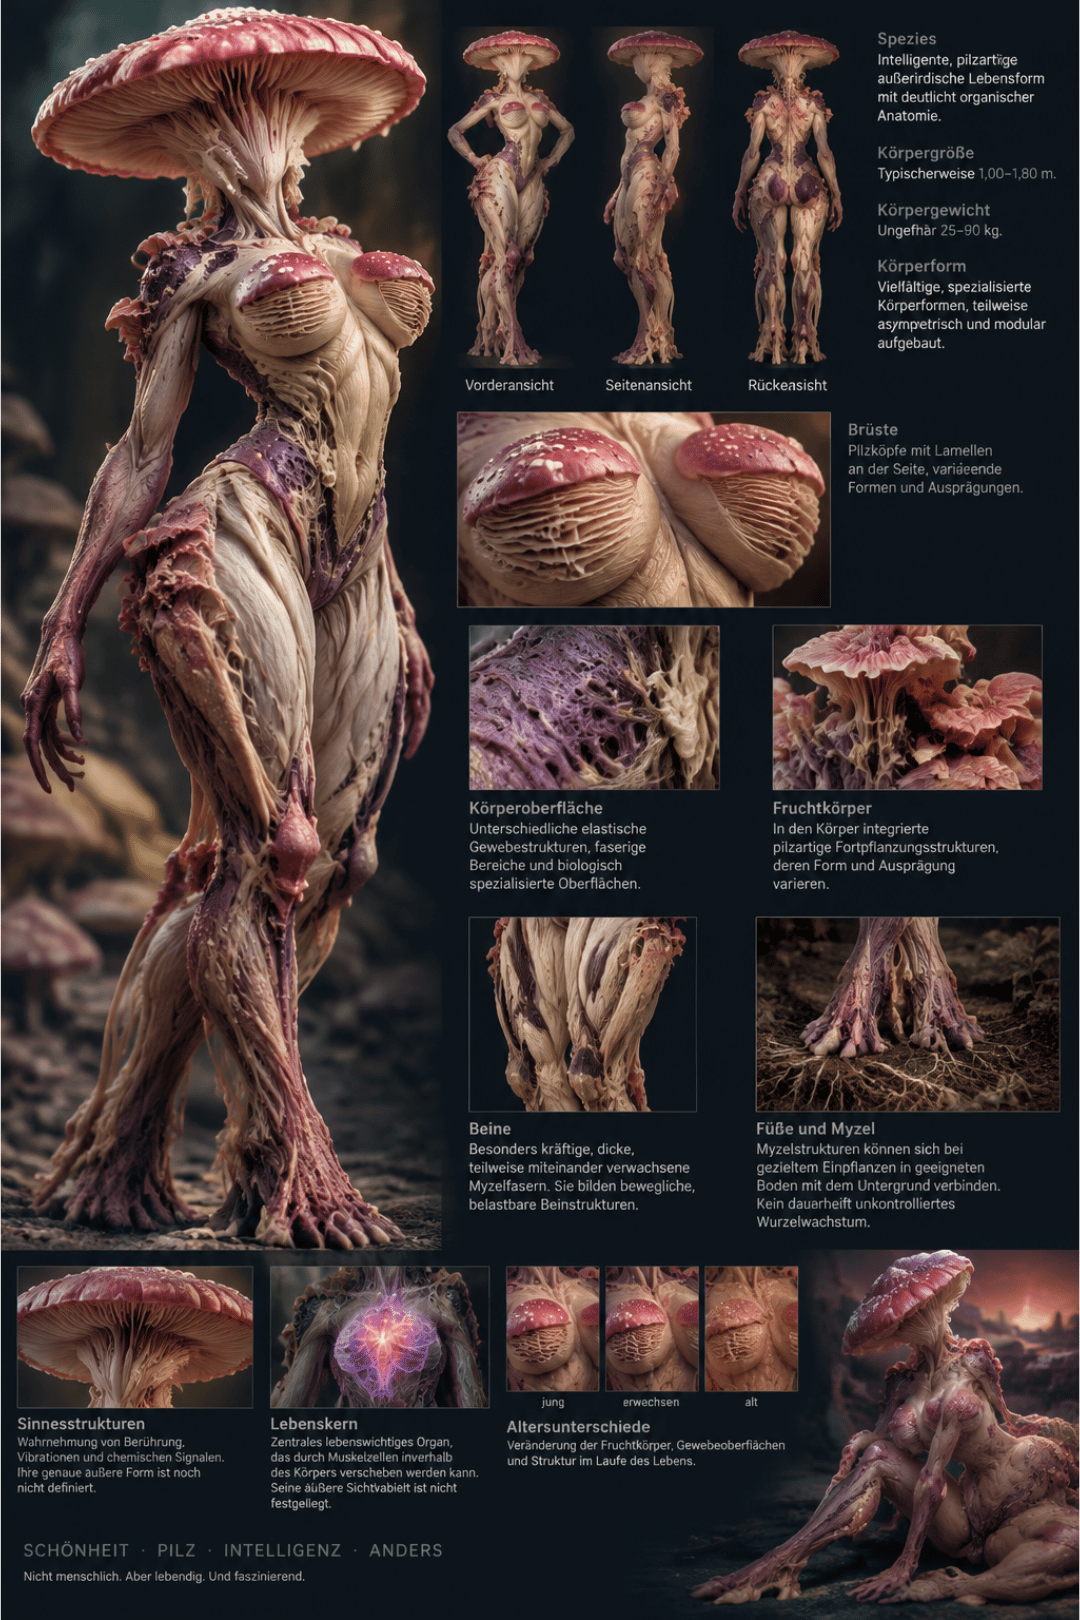 Spezies
Intelligente, pilzartige
außerirdische Lebensform
mit deutlicht organischer
Anatomie.
Körpergröße
Typischerweise 1,00–1,80 m.
Körpergewicht
Ungefhär 25–90 kg.
Körperform
Vielfältige, spezialisierte
Körperformen, teilweise
asympetrisch und modular
aufgebaut.
Vorderansicht
Seitenansicht
Rückensicht
Brüste
Pilzköpfe mit Lamellen
an der Seite, variieende
Formen und Ausprägungen.
Körperoberfläche
Unterschiedliche elastische
Gewebestrukturen, faserige
Bereiche und biologisch
spezialisierte Oberflächen.
Fruchtkörper
In den Körper integrierte
pilzartige Fortpflanzungsstrukturen,
deren Form und Ausprägung
varieren.
Beine
Besonders kräftige, dicke,
teilweise miteinander verwachsene
Myzelfasern. Sie bilden bewegliche,
belastbare Beinstrukturen.
Füße und Myzel
Myzelstrukturen können sich bei
gezieltem Einpflanzen in geeigneten
Boden mit dem Untergrund verbinden.
Kein dauerheift unkontrolliertes
Wurzelwachstum.
Sinnesstrukturen
Wahrnehmung von Berührung,
Vibrationen und chemischen Signalen.
Ihre genaue äußere Form ist noch
nicht definiert.
Lebenskern
Zentrales lebenswichtiges Organ,
das durch Muskelzellen inverhalb
des Körpers verscheben werden kann.
Seine äußere Sichtvabielt ist nicht
festgellegt.
jung
erwechsen
alt
Altersunterschiede
Veränderung der Fruchtkörper, Gewebeoberflächen
und Struktur im Laufe des Lebens.
SCHÖNHEIT · PILZ · INTELLIGENZ · ANDERS
Nicht menschlich. Aber lebendig. Und faszinierend.